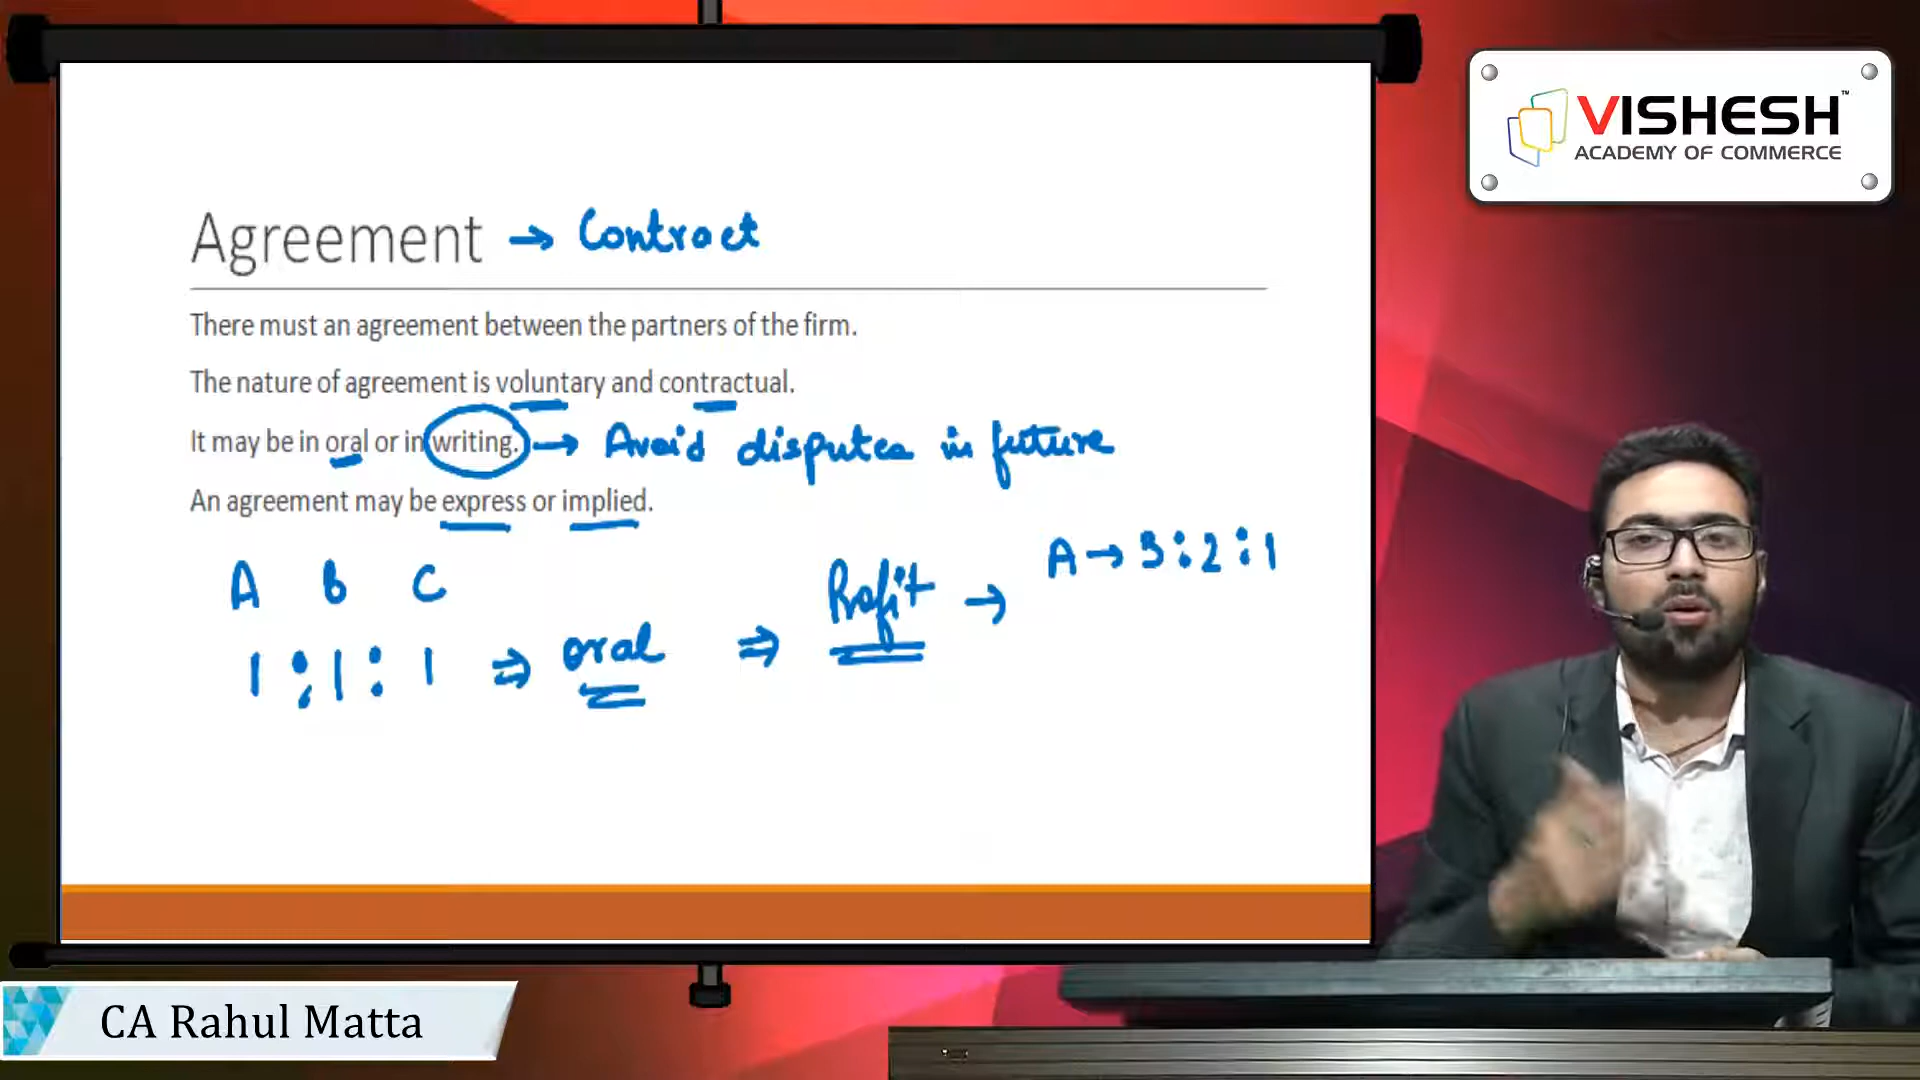 VISHESH™
ACADEMY OF COMMERCE
Agreement → Contract
There must an agreement between the partners of the firm.
The nature of agreement is voluntary and contractual.
It may be in oral or in writing. → Avoid disputes in future
An agreement may be express or implied.
A B C
1 : 1 : 1 ⇒ oral ⇒ Profit → A → 3 : 2 : 1
CA Rahul Matta